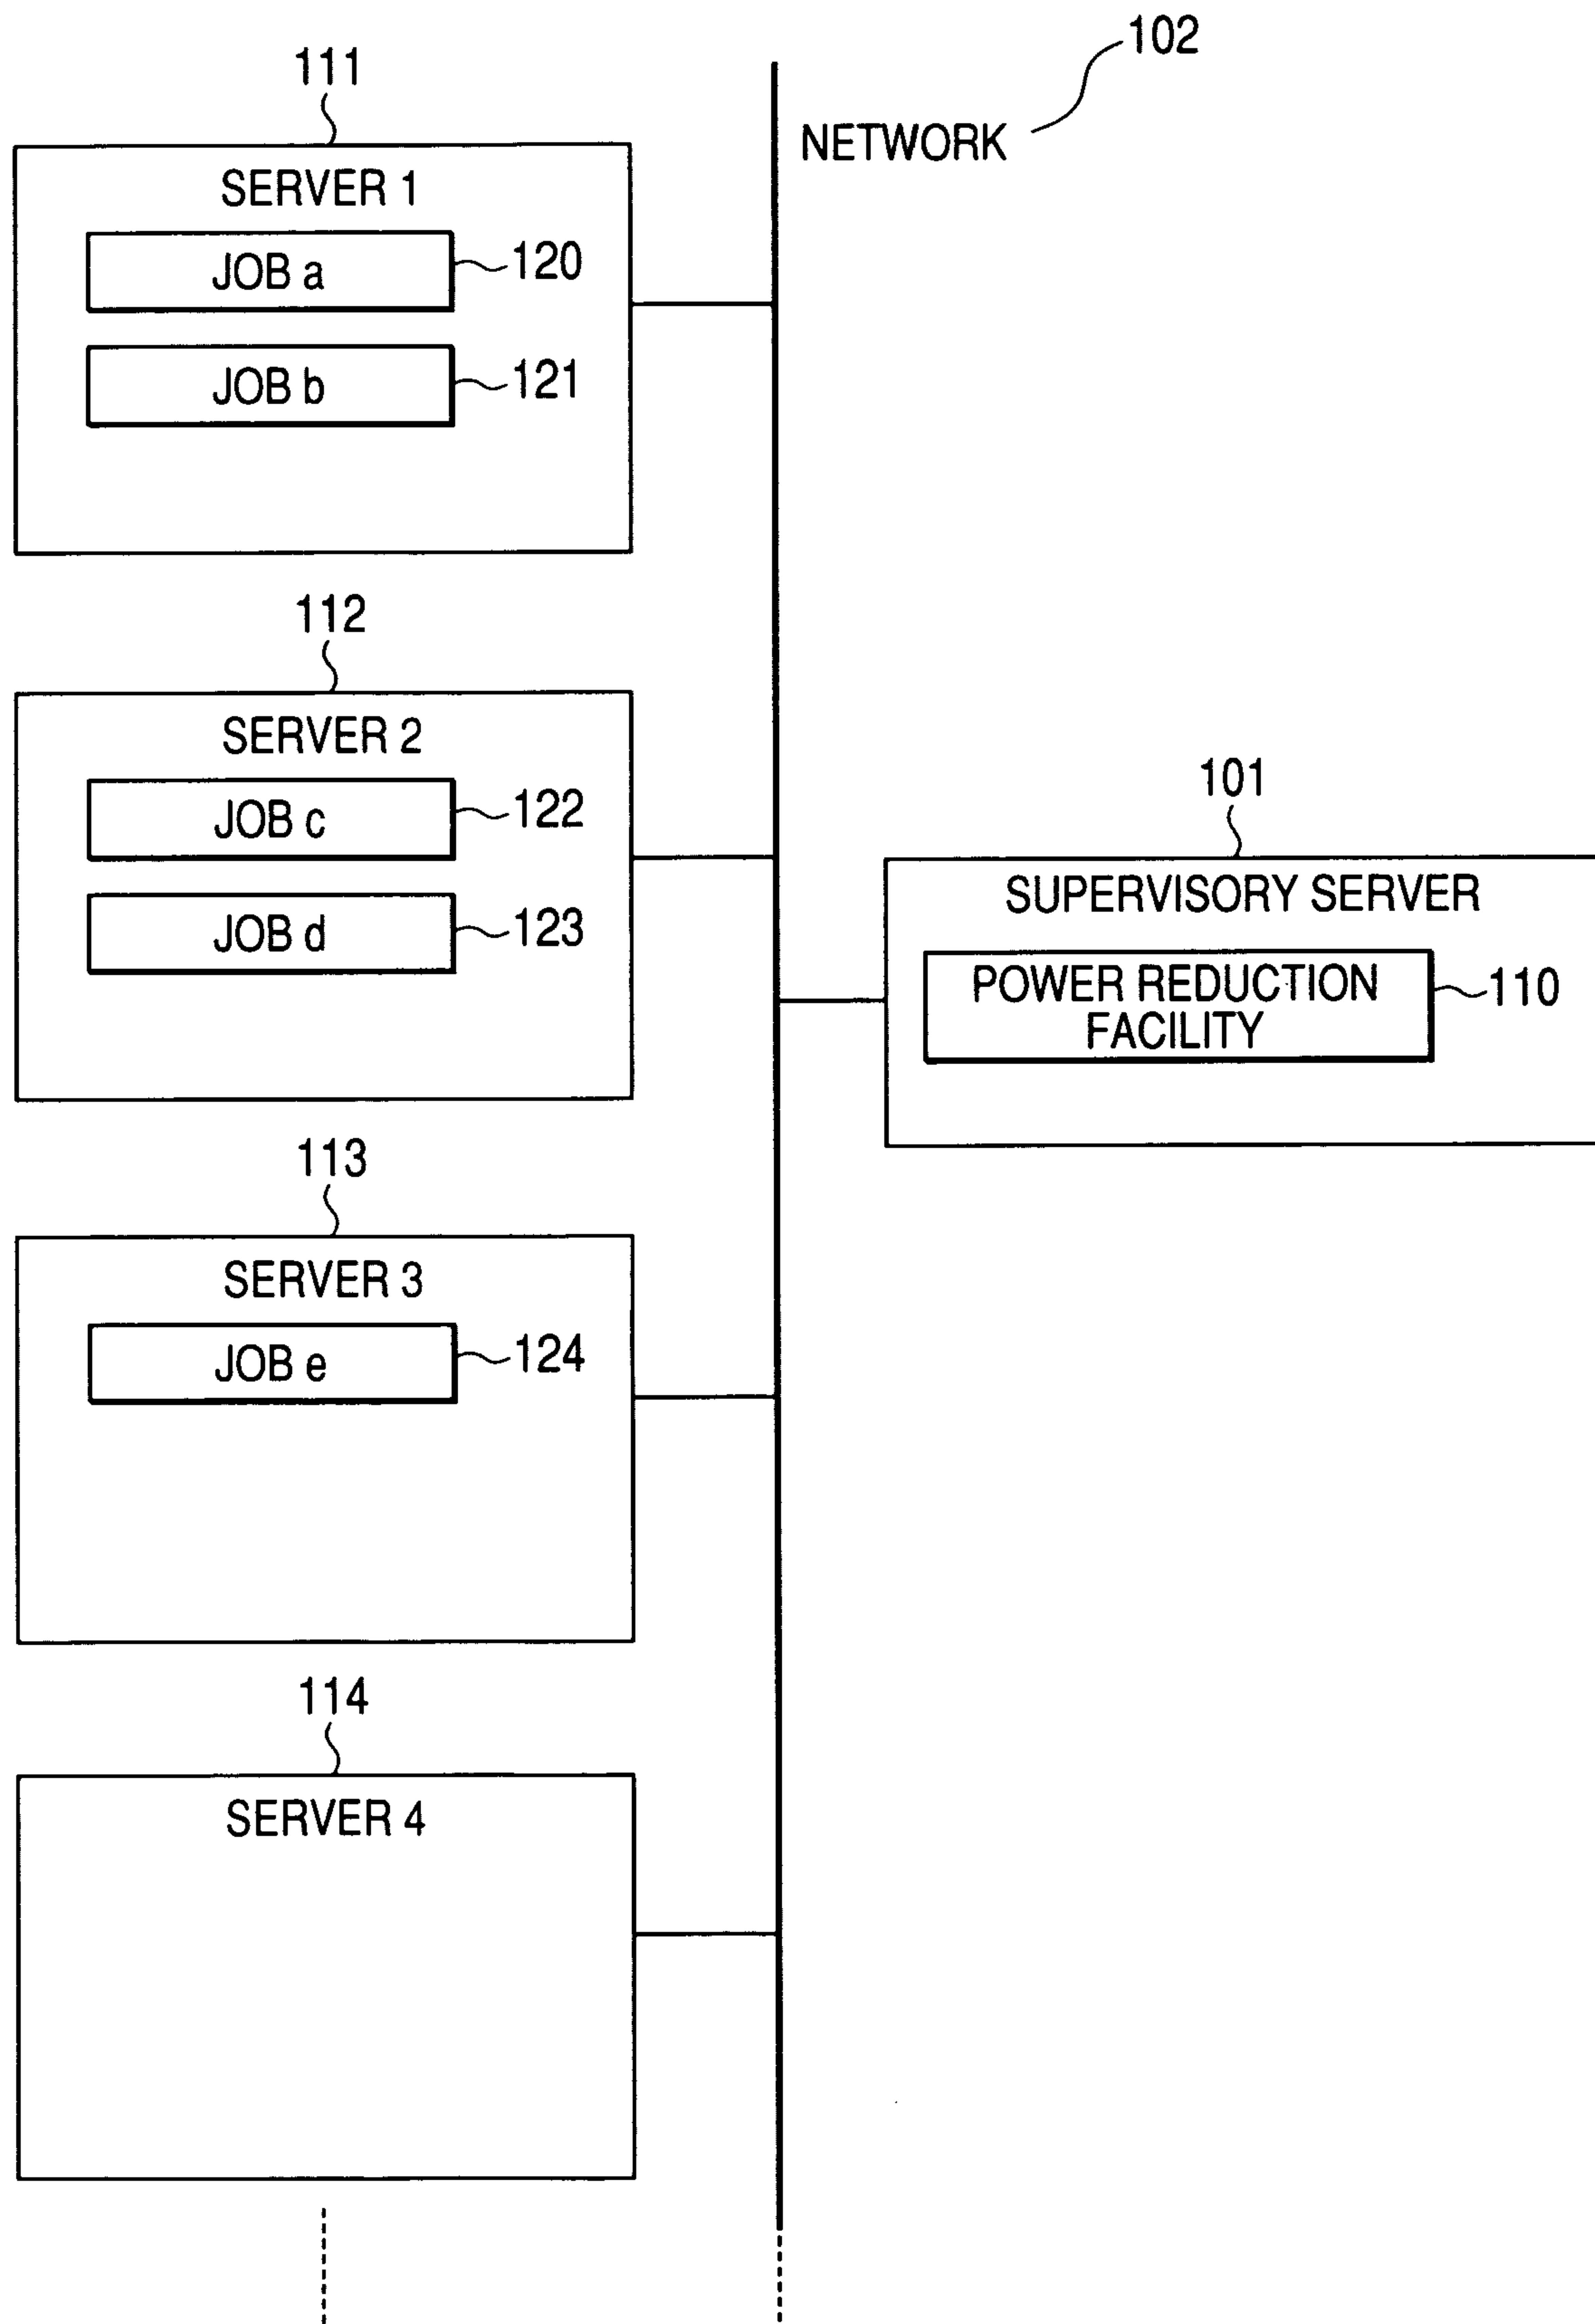 102
NETWORK
111
SERVER 1
JOB a
120
JOB b
121
112
SERVER 2
JOB c
122
JOB d
123
101
SUPERVISORY SERVER
POWER REDUCTION
FACILITY
110
113
SERVER 3
JOB e
124
114
SERVER 4